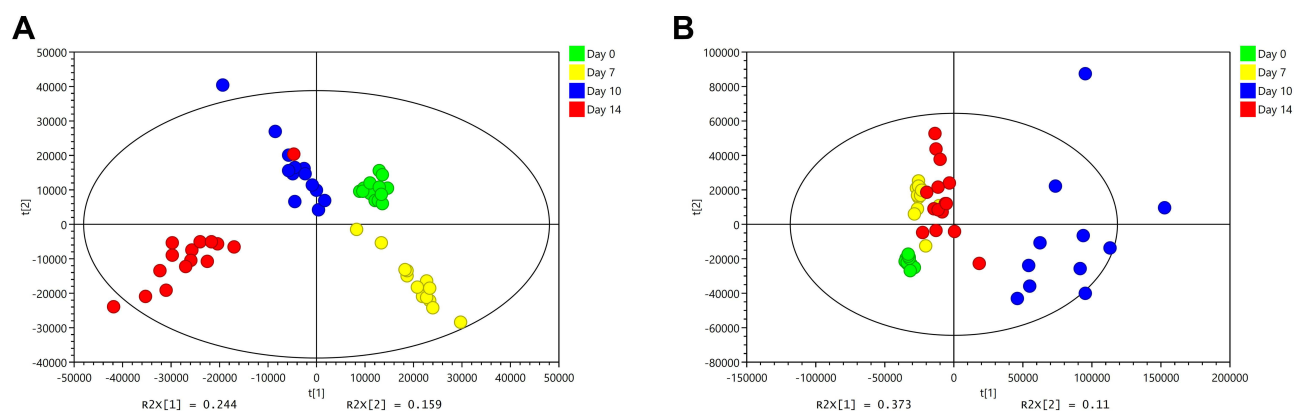 A
50000
40000
30000
20000
10000
0
-10000
-20000
-30000
-40000
t[2]
-50000 -40000 -30000 -20000 -10000 0 10000 20000 30000 40000 50000
t[1]
R2X[1] = 0.244 R2X[2] = 0.159
Day 0
Day 7
Day 10
Day 14
B
100000
80000
60000
40000
20000
0
-20000
-40000
-60000
-80000
t[2]
-150000 -100000 -50000 0 50000 100000 150000 200000
t[1]
R2X[1] = 0.373 R2X[2] = 0.11
Day 0
Day 7
Day 10
Day 14